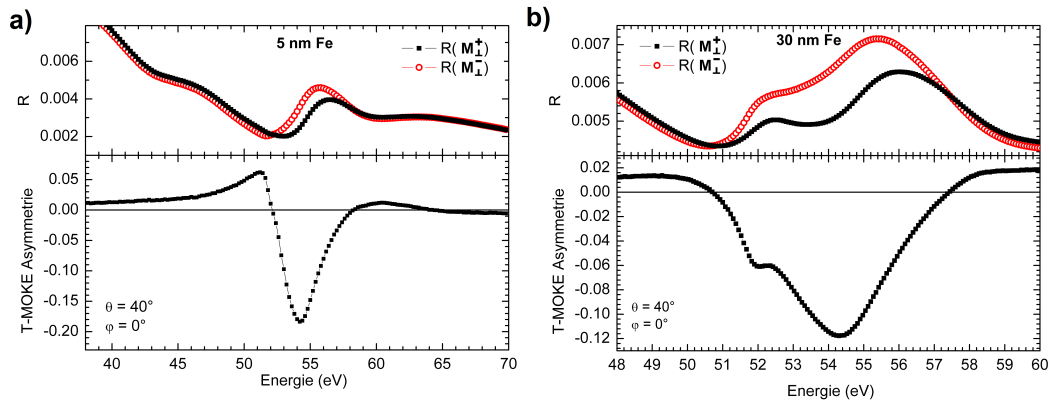 a)
5 nm Fe
R( M⊥+)
R( M⊥-)
R
0.006
0.004
0.002
T-MOKE Asymmetrie
0.05
0.00
-0.05
-0.10
-0.15
-0.20
θ = 40°
φ = 0°
40 45 50 55 60 65 70
Energie (eV)
b)
30 nm Fe
R( M⊥+)
R( M⊥-)
R
0.007
0.006
0.005
T-MOKE Asymmetrie
0.02
0.00
-0.02
-0.04
-0.06
-0.08
-0.10
-0.12
θ = 40°
φ = 0°
48 49 50 51 52 53 54 55 56 57 58 59 60
Energie (eV)